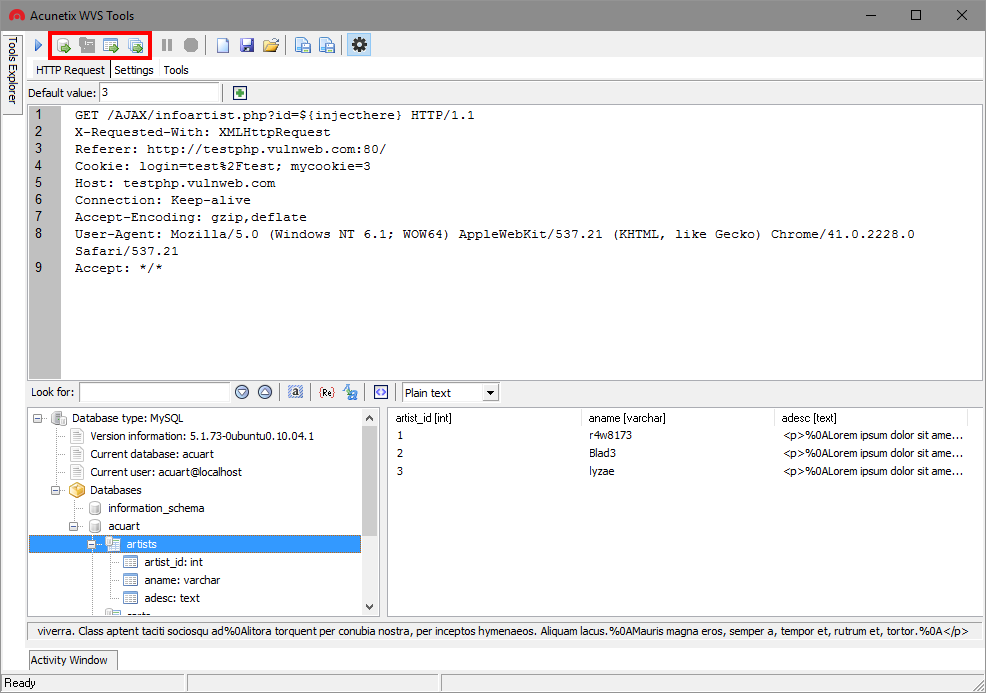 Acunetix WVS Tools
Tools Explorer
HTTP Request Settings Tools
Default value: 3
1 GET /AJAX/infoartist.php?id=${injecthere} HTTP/1.1
2 X-Requested-With: XMLHttpRequest
3 Referer: http://testphp.vulnweb.com:80/
4 Cookie: login=test%2Ftest; mycookie=3
5 Host: testphp.vulnweb.com
6 Connection: Keep-alive
7 Accept-Encoding: gzip,deflate
8 User-Agent: Mozilla/5.0 (Windows NT 6.1; WOW64) AppleWebKit/537.21 (KHTML, like Gecko) Chrome/41.0.2228.0
Safari/537.21
9 Accept: */*
Look for: a {Re} Plain text
Database type: MySQL
Version information: 5.1.73-0ubuntu0.10.04.1
Current database: acuart
Current user: acuart@localhost
Databases
information_schema
acuart
artists
artist_id: int
aname: varchar
adesc: text
artist_id [int] aname [varchar] adesc [text]
1 r4w8173 <p>%0ALorem ipsum dolor sit ame...
2 Blad3 <p>%0ALorem ipsum dolor sit ame...
3 lyzae <p>%0ALorem ipsum dolor sit ame...
viverra. Class aptent taciti sociosqu ad%0Alitora torquent per conubia nostra, per inceptos hymenaeos. Aliquam lacus.%0AMauris magna eros, semper a, tempor et, rutrum et, tortor.%0A</p>
Activity Window
Ready